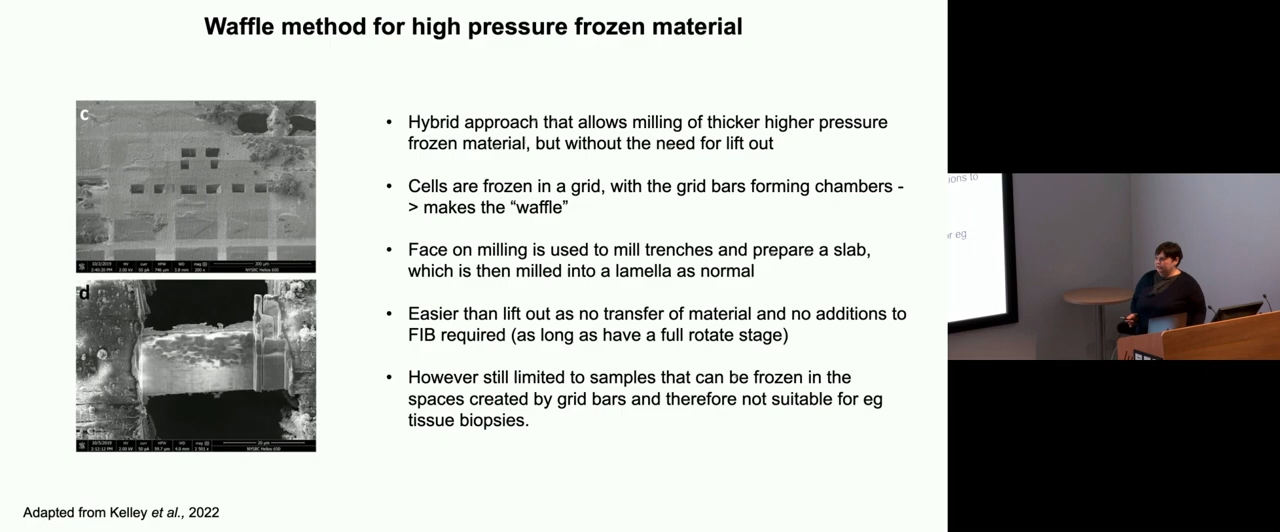 Waffle method for high pressure frozen material
c
d
• Hybrid approach that allows milling of thicker higher pressure
frozen material, but without the need for lift out
• Cells are frozen in a grid, with the grid bars forming chambers -
> makes the “waffle”
• Face on milling is used to mill trenches and prepare a slab,
which is then milled into a lamella as normal
• Easier than lift out as no transfer of material and no additions to
FIB required (as long as have a full rotate stage)
• However still limited to samples that can be frozen in the
spaces created by grid bars and therefore not suitable for eg
tissue biopsies.
Adapted from Kelley et al., 2022
ions to
r eg